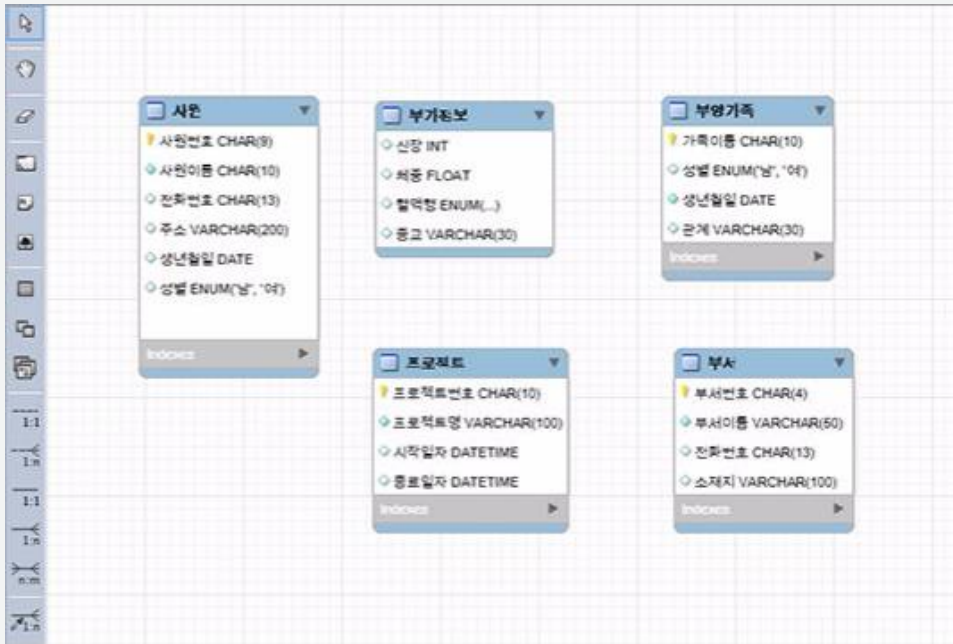 사원
사원번호 CHAR(9)
사원이름 CHAR(10)
전화번호 CHAR(13)
주소 VARCHAR(200)
생년월일 DATE
성별 ENUM('남', '여')
Indexes
부가정보
신장 INT
체중 FLOAT
혈액형 ENUM(...)
종교 VARCHAR(30)
부양가족
가족이름 CHAR(10)
성별 ENUM('남', '여')
생년월일 DATE
관계 VARCHAR(30)
Indexes
프로젝트
프로젝트번호 CHAR(10)
프로젝트명 VARCHAR(100)
시작일자 DATETIME
종료일자 DATETIME
Indexes
부서
부서번호 CHAR(4)
부서이름 VARCHAR(50)
전화번호 CHAR(13)
소재지 VARCHAR(100)
Indexes
1:1
1:n
1:1
1:n
n:m
1:n